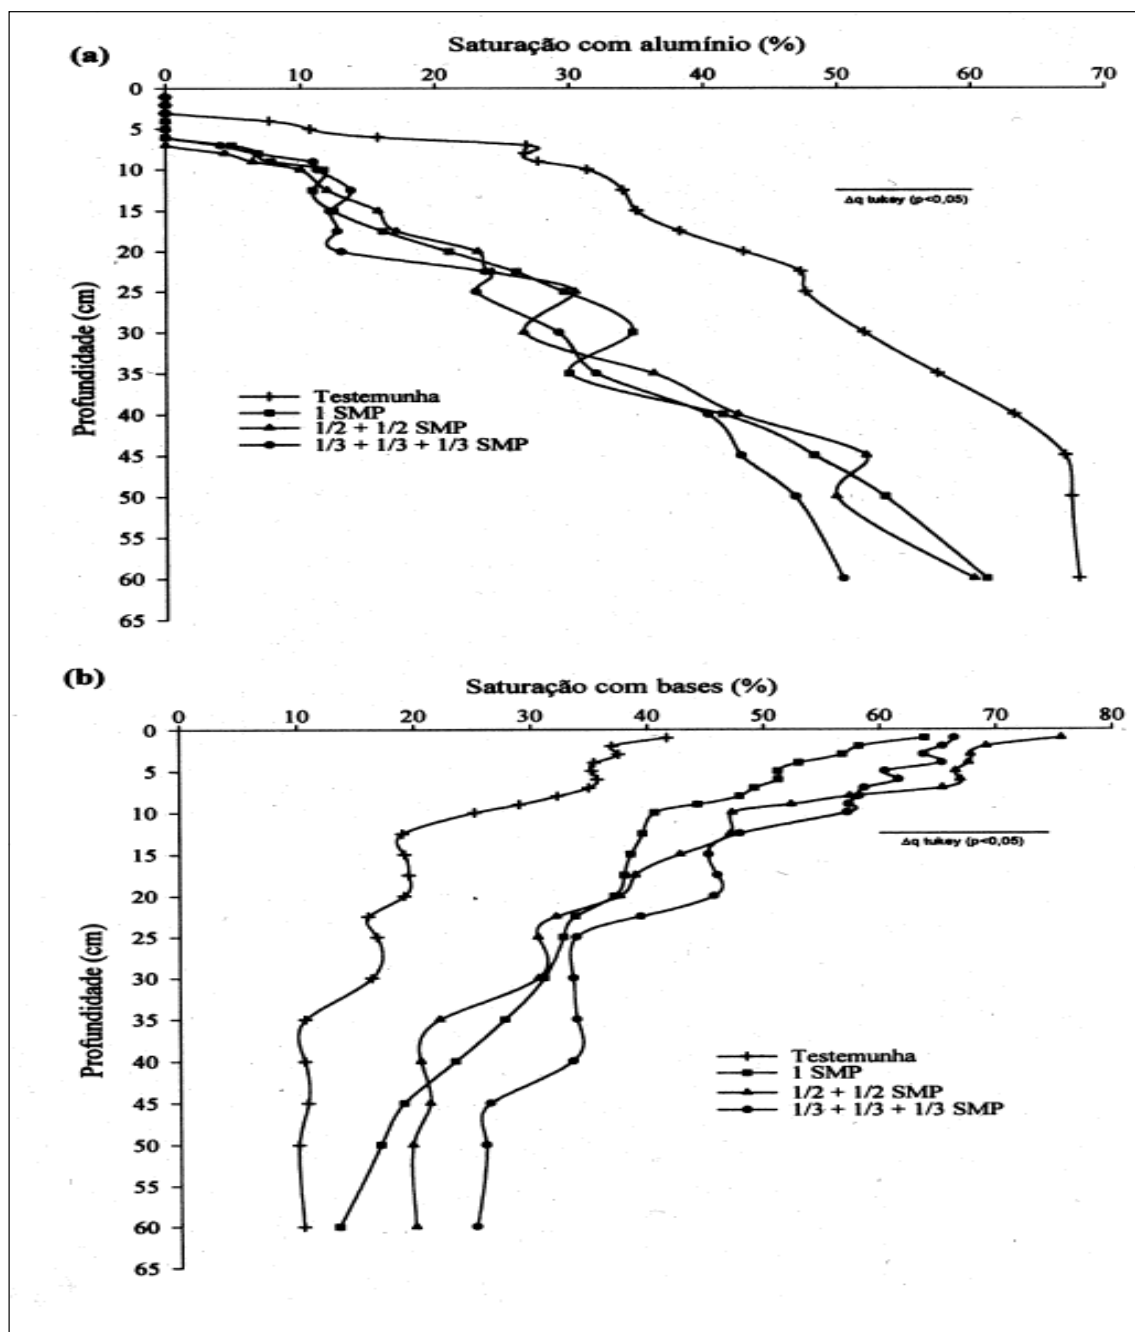 (a)
Saturação com alumínio (%)
0 10 20 30 40 50 60 70
0
5
10
15
20
25
30
35
40
45
50
55
60
65
Profundidade (cm)
Δq tukey (p<0,05)
Testemunha
1 SMP
1/2 + 1/2 SMP
1/3 + 1/3 + 1/3 SMP
(b)
Saturação com bases (%)
0 10 20 30 40 50 60 70 80
0
5
10
15
20
25
30
35
40
45
50
55
60
65
Profundidade (cm)
Δq tukey (p<0,05)
Testemunha
1 SMP
1/2 + 1/2 SMP
1/3 + 1/3 + 1/3 SMP